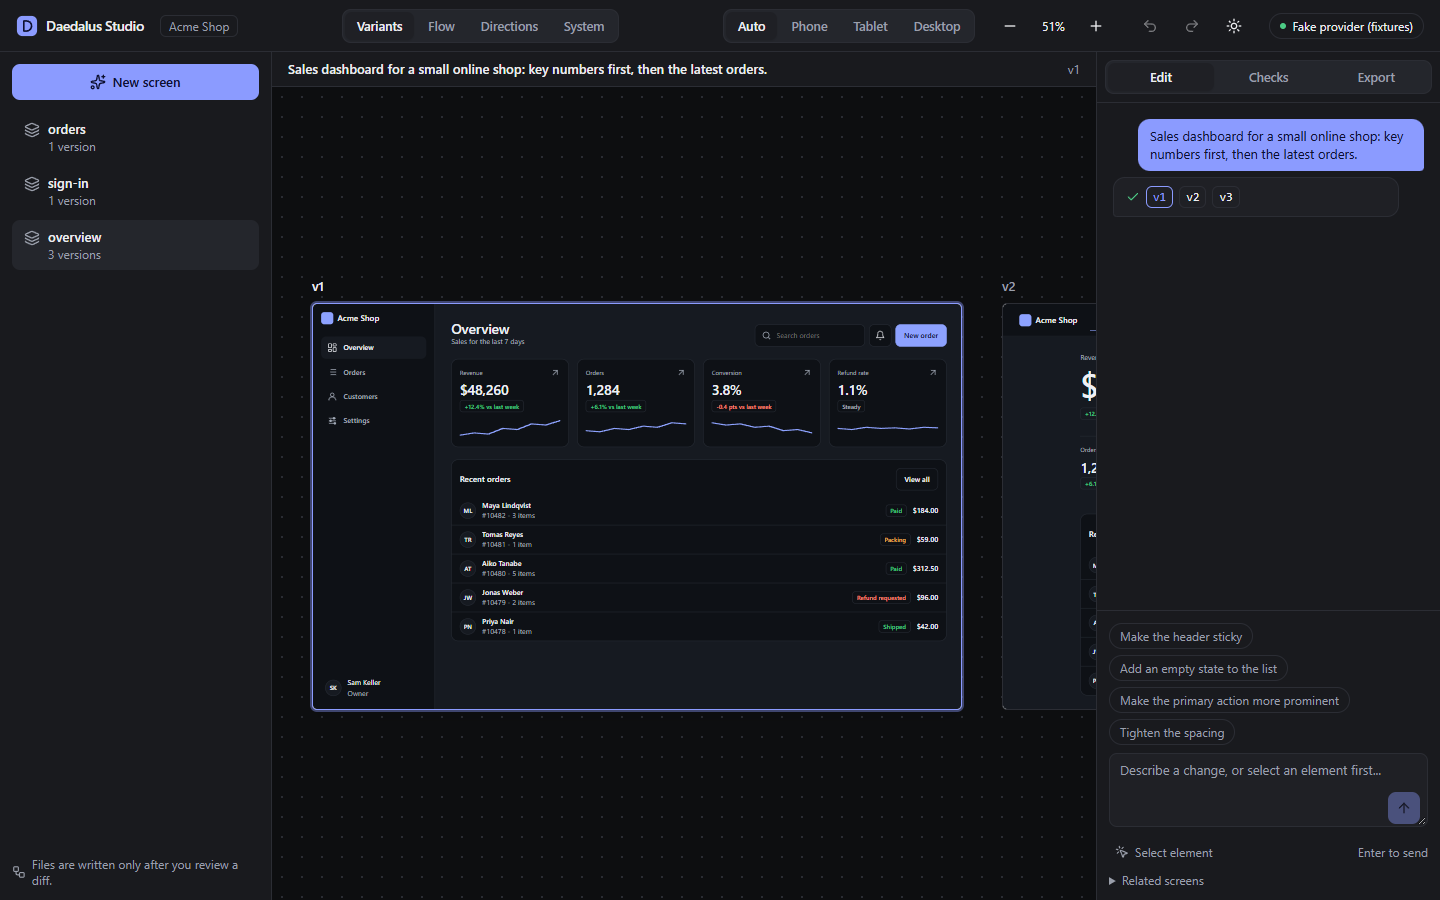 D Daedalus Studio Acme Shop
Variants Flow Directions System
Auto Phone Tablet Desktop
51%
Fake provider (fixtures)
New screen
orders
1 version
sign-in
1 version
overview
3 versions
Files are written only after you review a
diff.
Sales dashboard for a small online shop: key numbers first, then the latest orders.
v1
v1
Acme Shop
Overview
Orders
Customers
Settings
SK
Sam Keller
Owner
Overview
Sales for the last 7 days
Search orders
New order
Revenue
$48,260
+12.4% vs last week
Orders
1,284
+6.1% vs last week
Conversion
3.8%
-0.4 pts vs last week
Refund rate
1.1%
Steady
Recent orders
View all
ML
Maya Lindqvist
#10482 · 3 items
Paid
$184.00
TR
Tomas Reyes
#10481 · 1 item
Packing
$59.00
AT
Aiko Tanabe
#10480 · 5 items
Paid
$312.50
JW
Jonas Weber
#10479 · 2 items
Refund requested
$96.00
PN
Priya Nair
#10478 · 1 item
Shipped
$42.00
v2
Acme Shop
$
Edit Checks Export
Sales dashboard for a small online shop: key
numbers first, then the latest orders.
v1 v2 v3
Make the header sticky
Add an empty state to the list
Make the primary action more prominent
Tighten the spacing
Describe a change, or select an element first...
Select element
Enter to send
Related screens